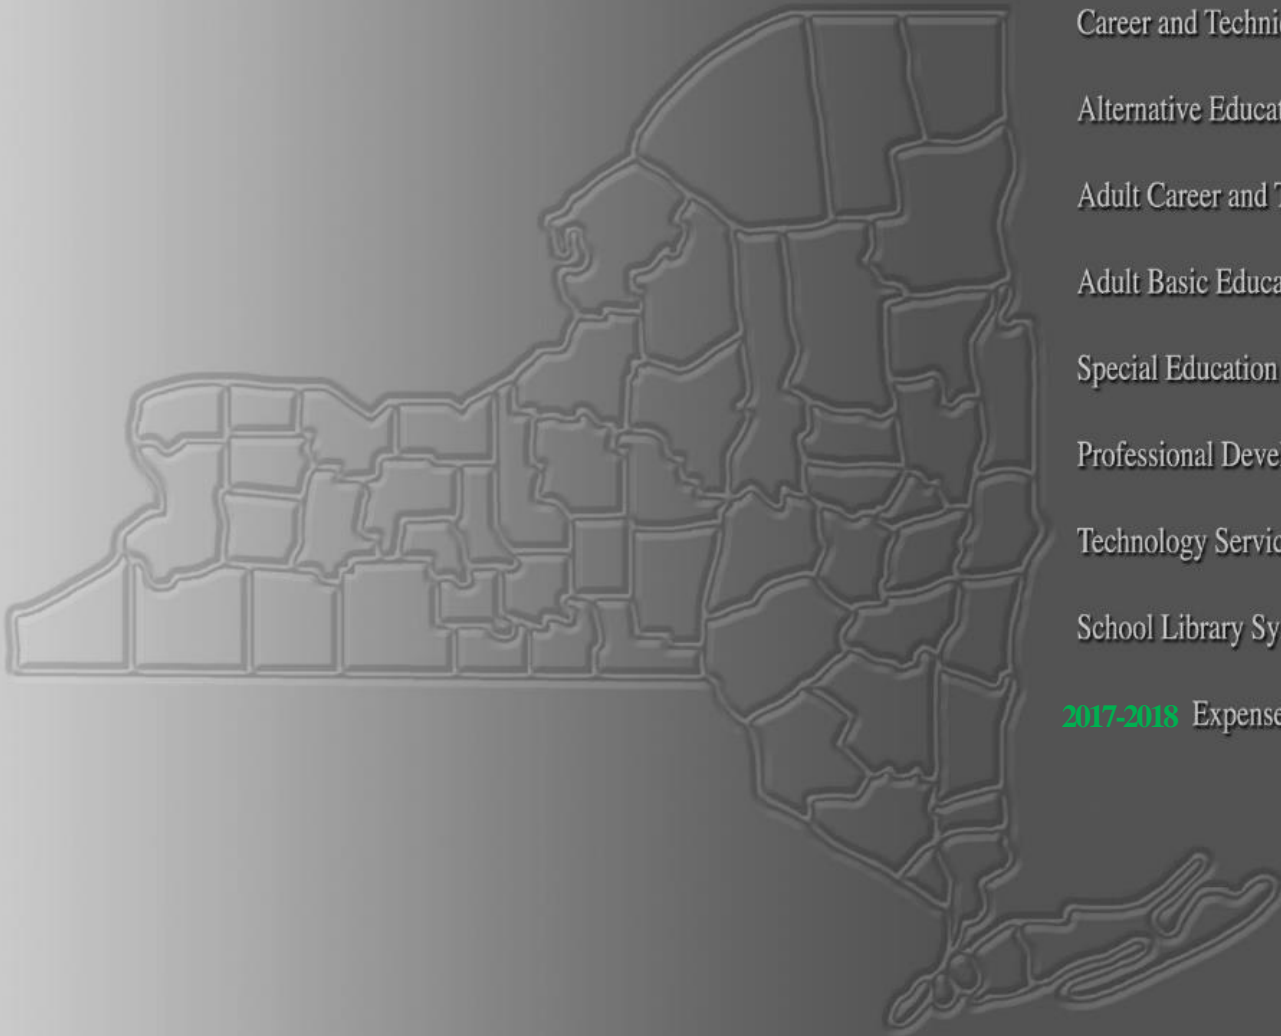 Career and Techni
Alternative Educat
Adult Career and T
Adult Basic Educa
Special Education
Professional Deve
Technology Servic
School Library Sy
2017-2018 Expense